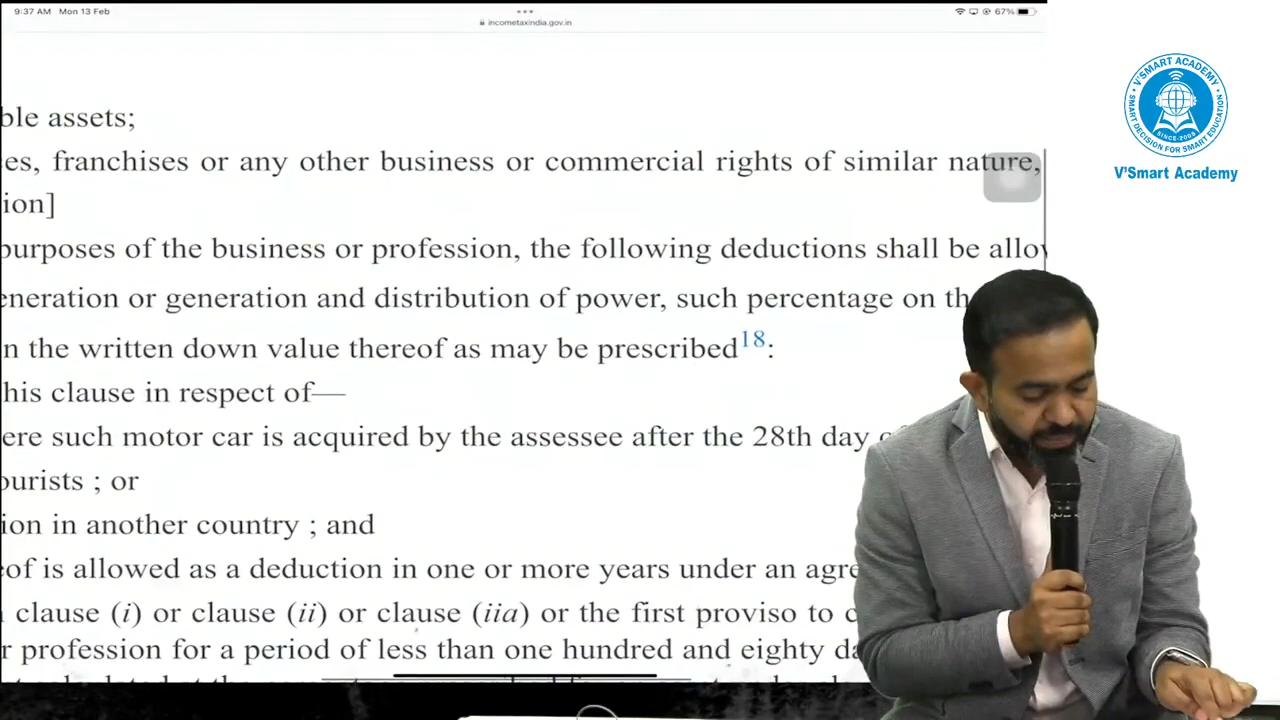 9:37 AM Mon 13 Feb
incometaxindia.gov.in
67%
ble assets;
es, franchises or any other business or commercial rights of similar nature,
ion]
purposes of the business or profession, the following deductions shall be allo
eneration or generation and distribution of power, such percentage on th
n the written down value thereof as may be prescribed18:
his clause in respect of—
ere such motor car is acquired by the assessee after the 28th day
ourists ; or
ion in another country ; and
eof is allowed as a deduction in one or more years under an agre
clause (i) or clause (ii) or clause (iia) or the first proviso to c
r profession for a period of less than one hundred and eighty da
V'SMART ACADEMY
SINCE-2008
SMART DECISION FOR SMART EDUCATION
V'Smart Academy